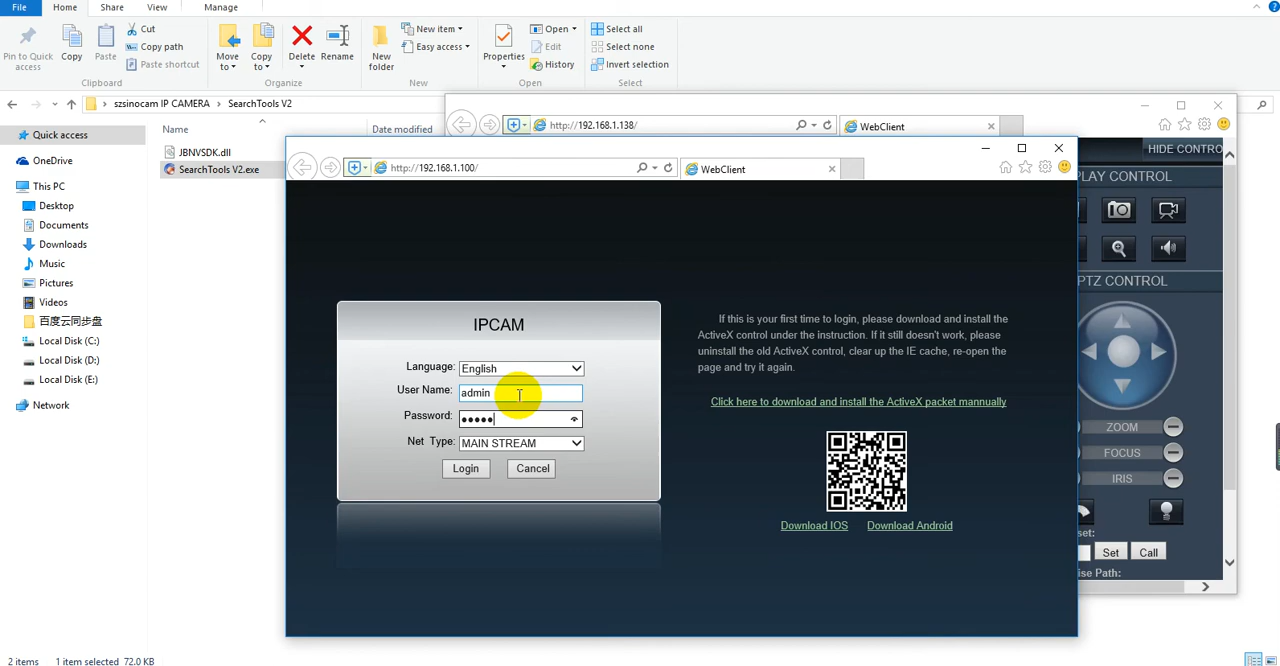 File Home Share View Manage
Pin to Quick access
Copy
Paste
Cut
Copy path
Paste shortcut
Clipboard
Move to
Copy to
Delete
Rename
Organize
New folder
New item
Easy access
New
Properties
Open
Edit
History
Open
Select all
Select none
Invert selection
Select
szsinocam IP CAMERA > SearchTools V2
Quick access
OneDrive
This PC
Desktop
Documents
Downloads
Music
Pictures
Videos
百度云同步盘
Local Disk (C:)
Local Disk (D:)
Local Disk (E:)
Network
Name Date modified
JBNVSDK.dll
SearchTools V2.exe
http://192.168.1.138/ WebClient
HIDE CONTRO
PLAY CONTROL
PTZ CONTROL
ZOOM
FOCUS
IRIS
Set Call
http://192.168.1.100/ WebClient
IPCAM
Language: English
User Name: admin
Password: •••••
Net Type: MAIN STREAM
Login Cancel
If this is your first time to login, please download and install the
ActiveX control under the instruction. If it still doesn't work, please
uninstall the old ActiveX control, clear up the IE cache, re-open the
page and try it again.
Click here to download and install the ActiveX packet mannually
Download IOS Download Android
2 items 1 item selected 72.0 KB